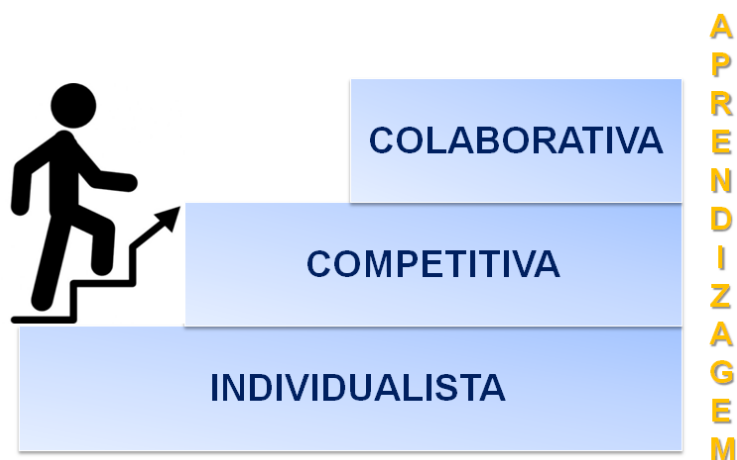 COLABORATIVA
COMPETITIVA
INDIVIDUALISTA
APRENDIZAGEM